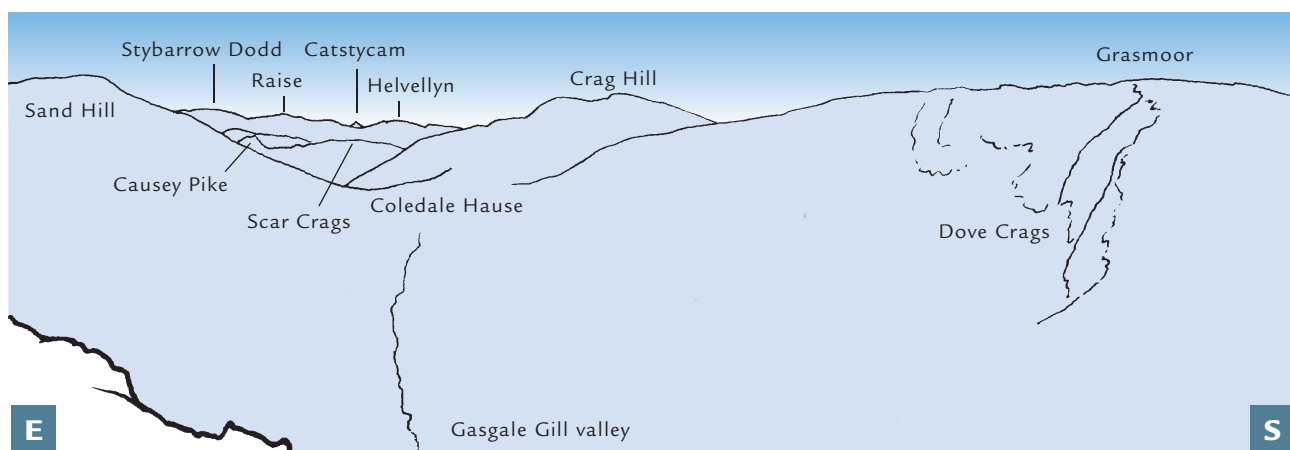 Stybarrow Dodd
Catstycam
Grasmoor
Raise
Helvellyn
Crag Hill
Sand Hill
Causey Pike
Scar Crags
Coledale Hause
Dove Crags
E
Gasgale Gill valley
S